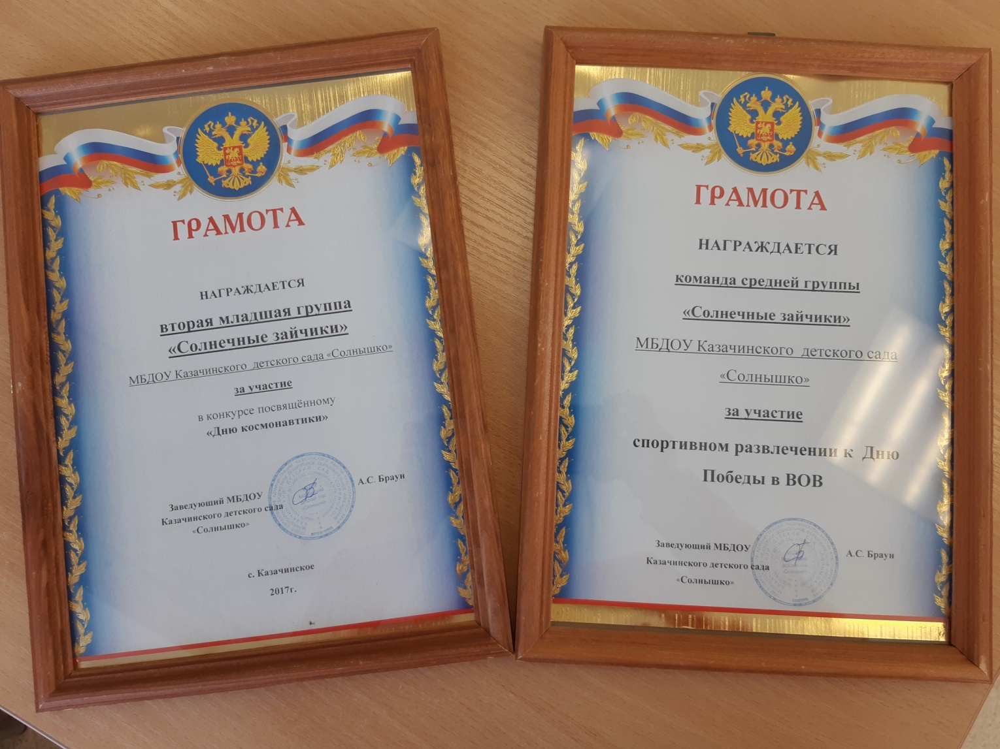 ГРАМОТА
НАГРАЖДАЕТСЯ
вторая младшая группа
«Солнечные зайчики»
МБДОУ Казачинского детского сада «Солнышко»
за участие
в конкурсе посвящённому
«Дню космонавтики»
Заведующий МБДОУ
Казачинского детского сада
«Солнышко»
А.С. Браун
с. Казачинское
2017г.
ГРАМОТА
НАГРАЖДАЕТСЯ
команда средней группы
«Солнечные зайчики»
МБДОУ Казачинского детского сада
«Солнышко»
за участие
спортивном развлечении к Дню
Победы в ВОВ
Заведующий МБДОУ
Казачинского детского сада
«Солнышко»
А.С. Браун